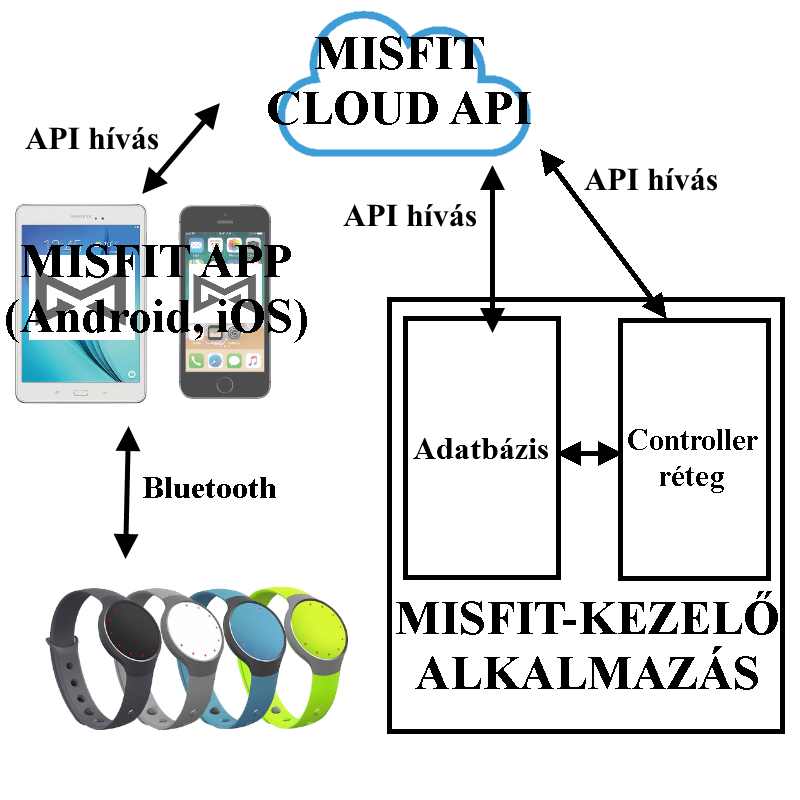 MISFIT
CLOUD API
API hívás
API hívás
API hívás
SAMSUNG
MISFIT APP
(Android, iOS)
Bluetooth
Adatbázis
Controller
réteg
MISFIT-KEZELŐ
ALKALMAZÁS